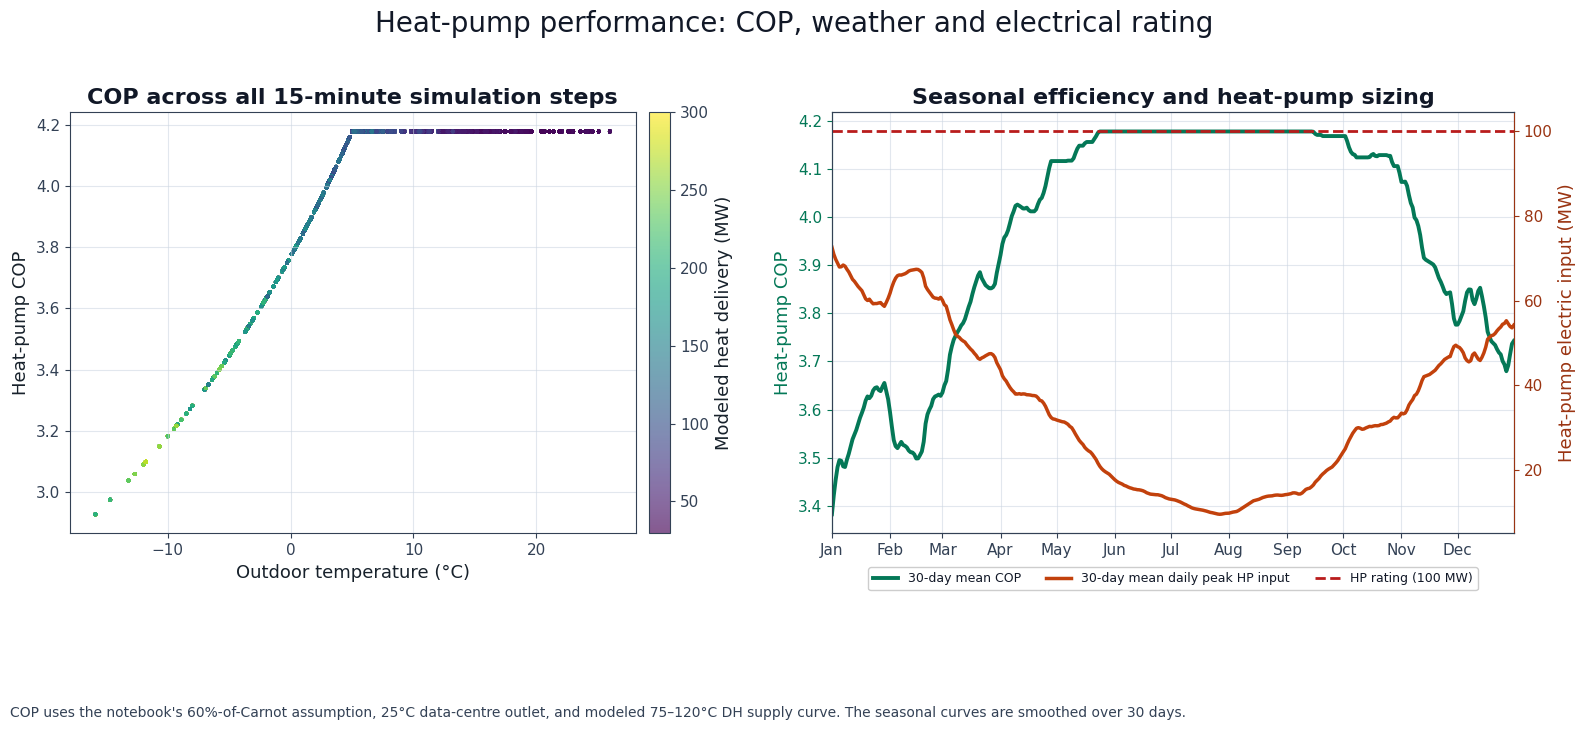 Heat-pump performance: COP, weather and electrical rating
COP across all 15-minute simulation steps
Heat-pump COP
4.2
4.0
3.8
3.6
3.4
3.2
3.0
−10
0
10
20
Outdoor temperature (°C)
300
250
200
150
100
50
Modeled heat delivery (MW)
Seasonal efficiency and heat-pump sizing
Heat-pump COP
4.2
4.1
4.0
3.9
3.8
3.7
3.6
3.5
3.4
Jan
Feb
Mar
Apr
May
Jun
Jul
Aug
Sep
Oct
Nov
Dec
100
80
60
40
20
Heat-pump electric input (MW)
30-day mean COP
30-day mean daily peak HP input
HP rating (100 MW)
COP uses the notebook's 60%-of-Carnot assumption, 25°C data-centre outlet, and modeled 75–120°C DH supply curve. The seasonal curves are smoothed over 30 days.